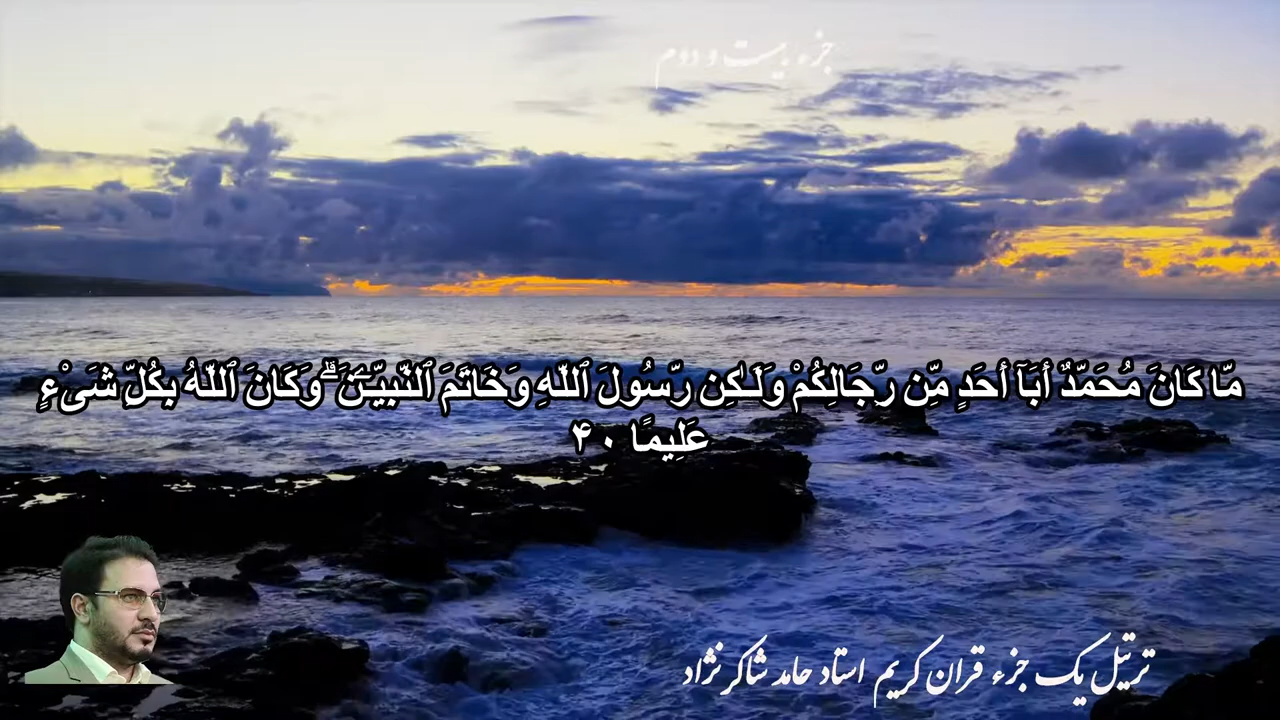 جزء بیست و دوم
مَّا كَانَ مُحَمَّدٌ أَبَآ أَحَدٍ مِّن رِّجَالِكُمْ وَلَـٰكِن رَّسُولَ ٱللَّهِ وَخَاتَمَ ٱلنَّبِيِّـۧنَ ۗ وَكَانَ ٱللَّهُ بِكُلِّ شَىْءٍ
عَلِيمًا ۴۰
ترتیل یک جزء قران کریم استاد حامد شاکرنژاد